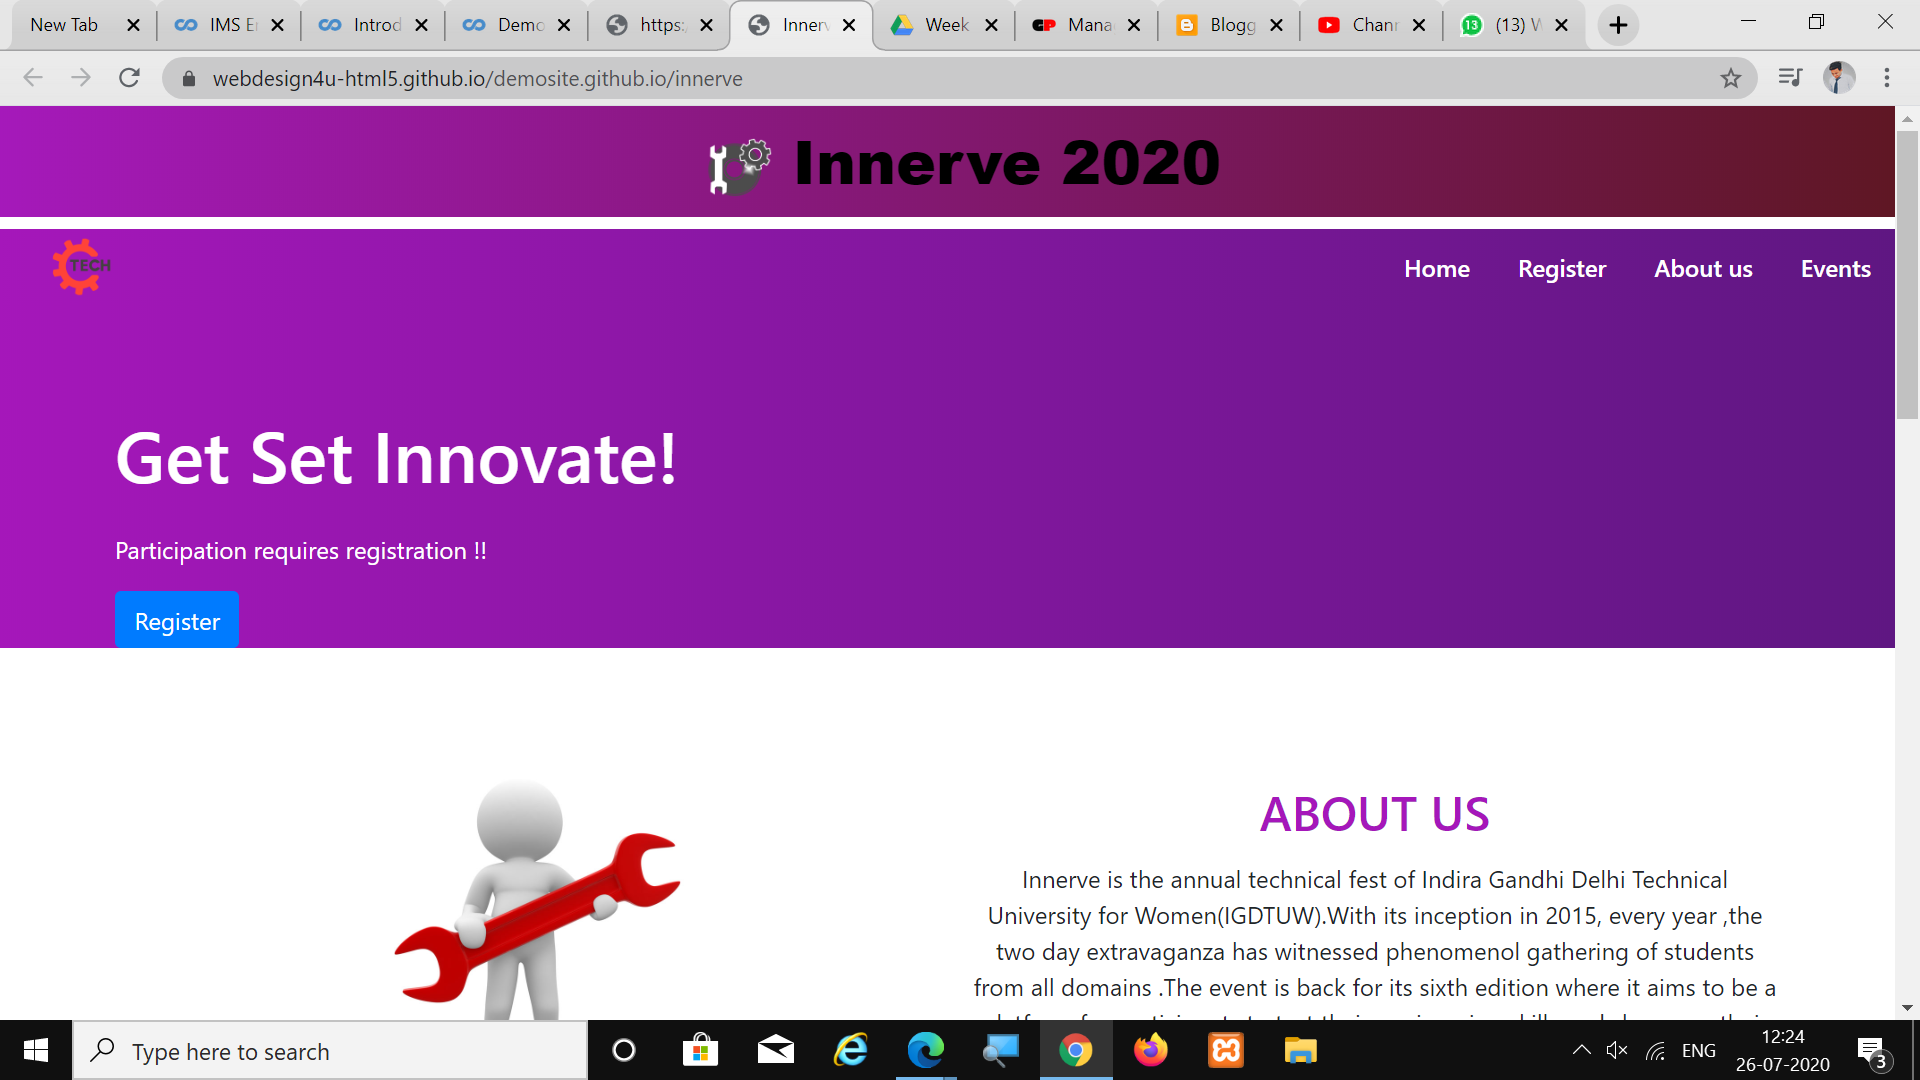 New Tab
IMS E
Introd
Demo
https:/
Innerv
Week
Mana
Blogg
Chan
(13) W
webdesign4u-html5.github.io/demosite.github.io/innerve
Innerve 2020
TECH
Home
Register
About us
Events
Get Set Innovate!
Participation requires registration !!
Register
ABOUT US
Innerve is the annual technical fest of Indira Gandhi Delhi Technical
University for Women(IGDTUW).With its inception in 2015, every year ,the
two day extravaganza has witnessed phenomenol gathering of students
from all domains .The event is back for its sixth edition where it aims to be a
Type here to search
ENG
12:24
26-07-2020
3